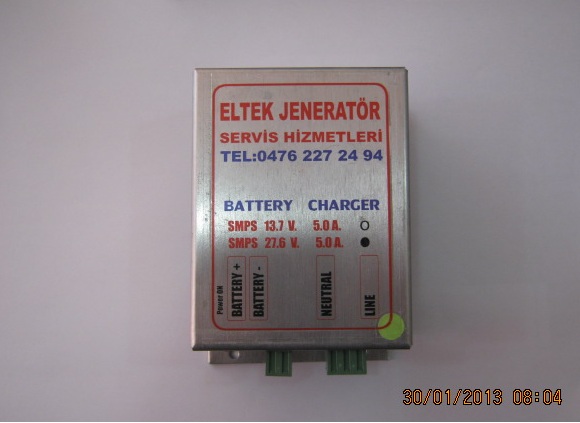 ELTEK JENERATÖR
SERVİS HİZMETLERİ
TEL:0476 227 24 94
BATTERY CHARGER
SMPS 13.7 V. 5.0 A.
SMPS 27.6 V. 5.0 A.
Power ON
BATTERY +
BATTERY -
NEUTRAL
LINE
30/01/2013 08:04